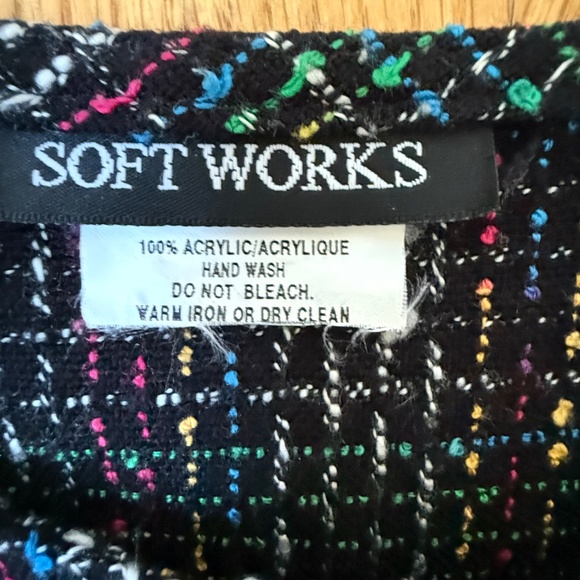 SOFT WORKS
100% ACRYLIC/ACRYLIQUE
HAND WASH
DO NOT BLEACH.
WARM IRON OR DRY CLEAN